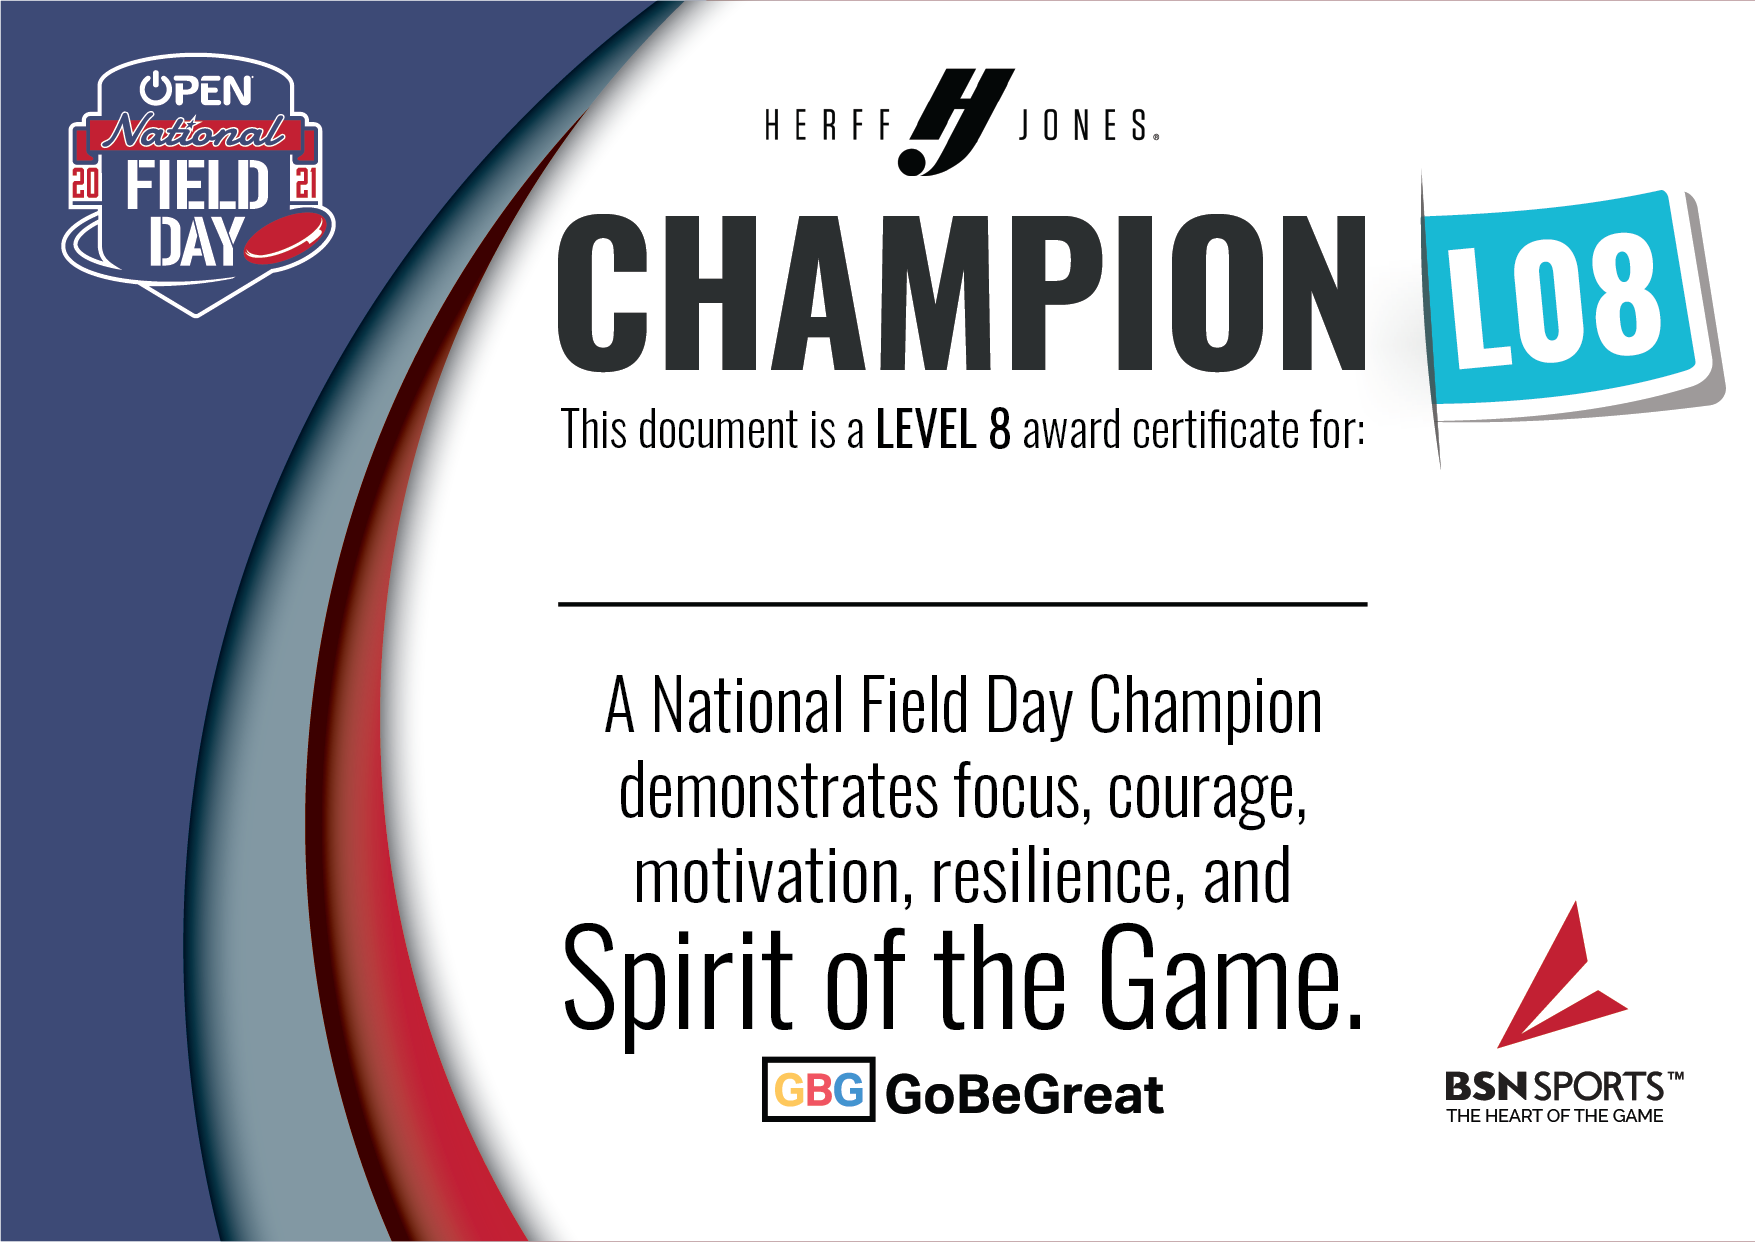 OPEN
National
20 FIELD 21
DAY
HERFF HJ JONES®
CHAMPION
L08
This document is a LEVEL 8 award certificate for:
A National Field Day Champion
demonstrates focus, courage,
motivation, resilience, and
Spirit of the Game.
GBG GoBeGreat
BSN SPORTS™
THE HEART OF THE GAME